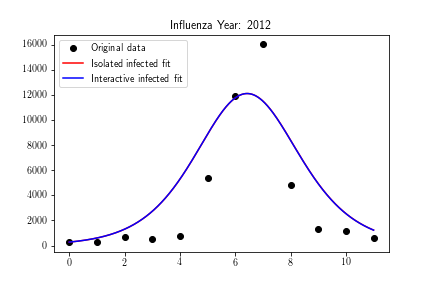 Influenza Year: 2012
Original data
Isolated infected fit
Interactive infected fit
16000
14000
12000
10000
8000
6000
4000
2000
0
0 2 4 6 8 10